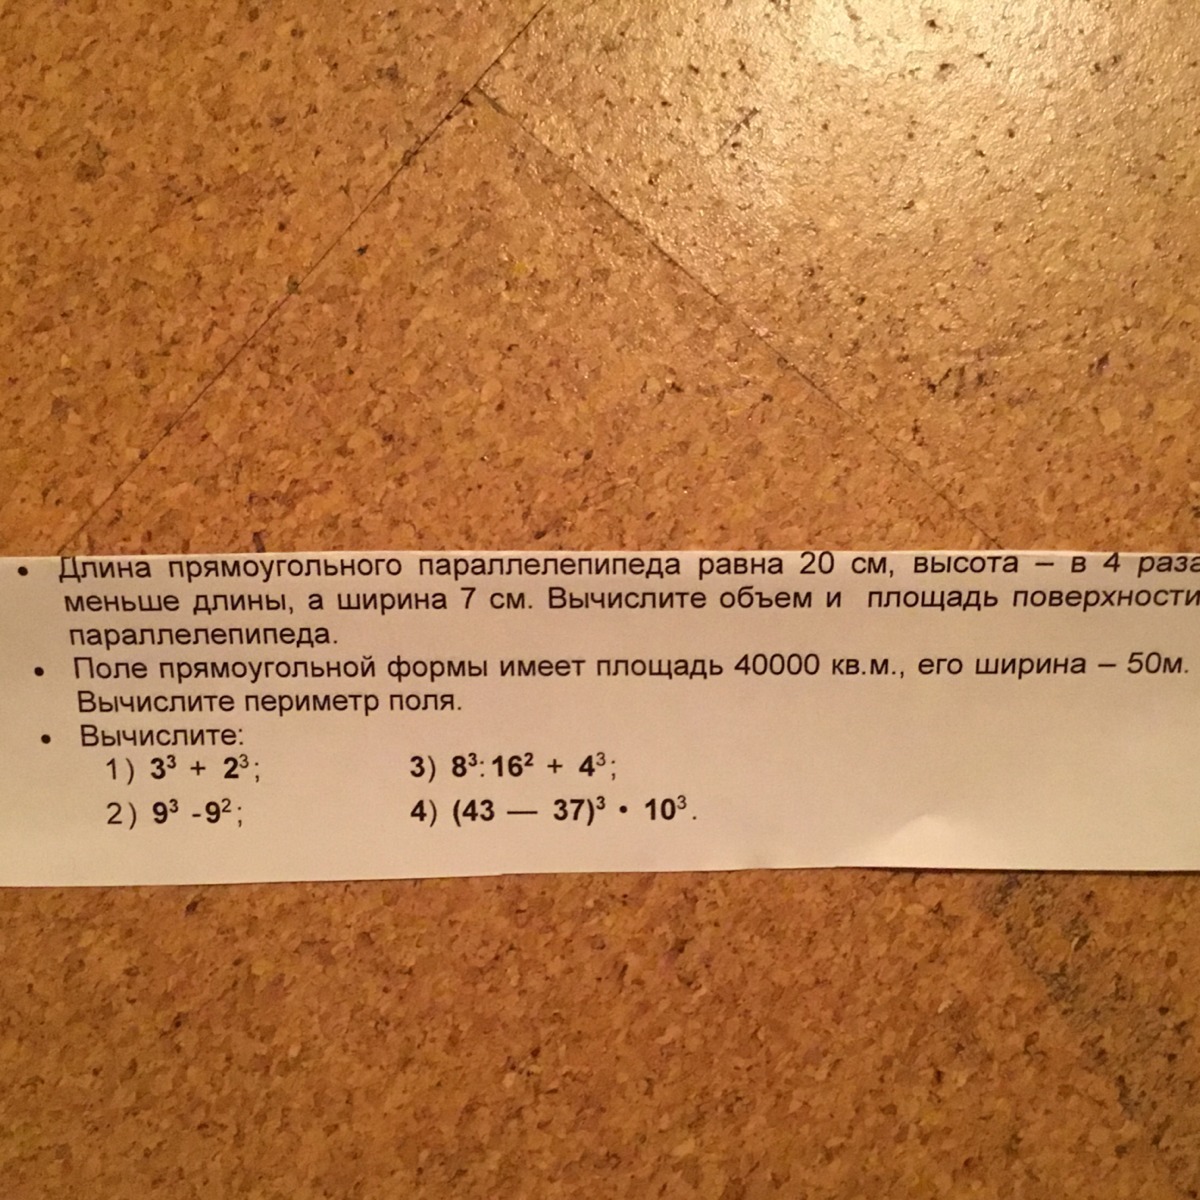 • Длина прямоугольного параллелепипеда равна 20 см, высота – в 4 раза
меньше длины, а ширина 7 см. Вычислите объем и площадь поверхности
параллелепипеда.
• Поле прямоугольной формы имеет площадь 40000 кв.м., его ширина – 50м.
Вычислите периметр поля.
• Вычислите:
1) 3³ + 2³; 3) 8³:16² + 4³;
2) 9³ -9²; 4) (43 — 37)³ • 10³.